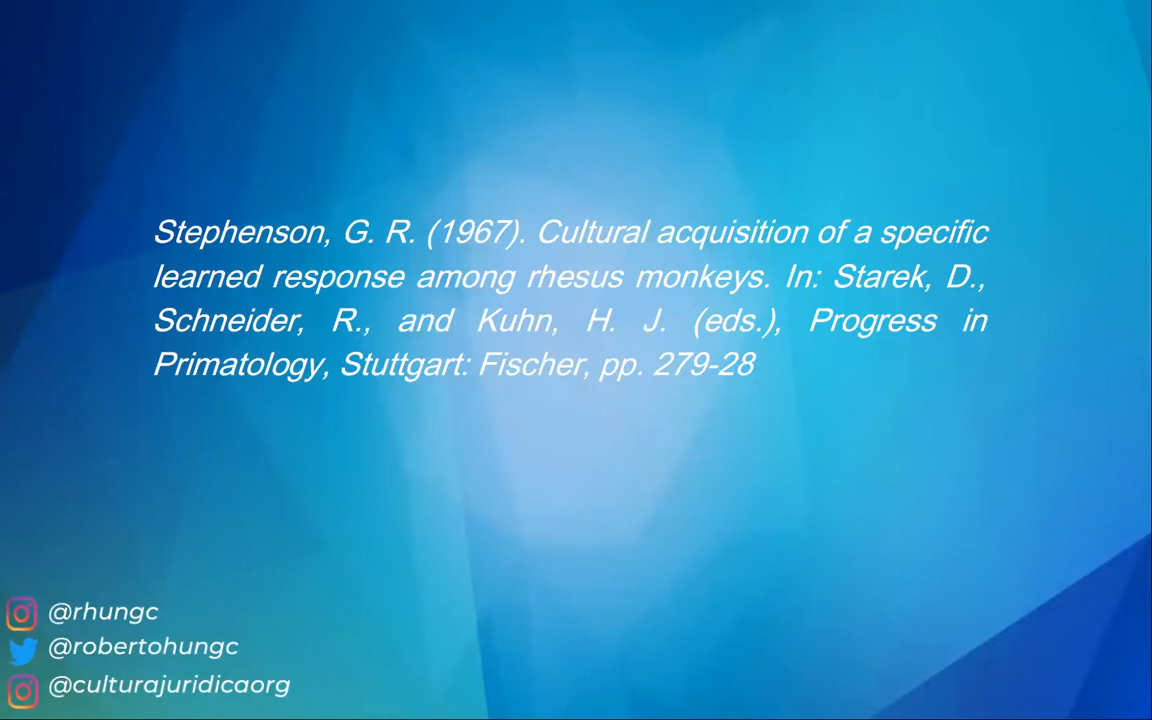 Stephenson, G. R. (1967). Cultural acquisition of a specific
learned response among rhesus monkeys. In: Starek, D.,
Schneider, R., and Kuhn, H. J. (eds.), Progress in
Primatology, Stuttgart: Fischer, pp. 279-28
@rhungc
@robertohungc
@culturajuridicaorg